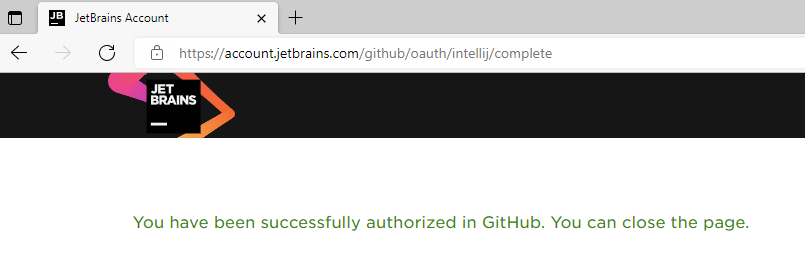 JB
JetBrains Account
https://account.jetbrains.com/github/oauth/intellij/complete
JET
BRAINS
You have been successfully authorized in GitHub. You can close the page.